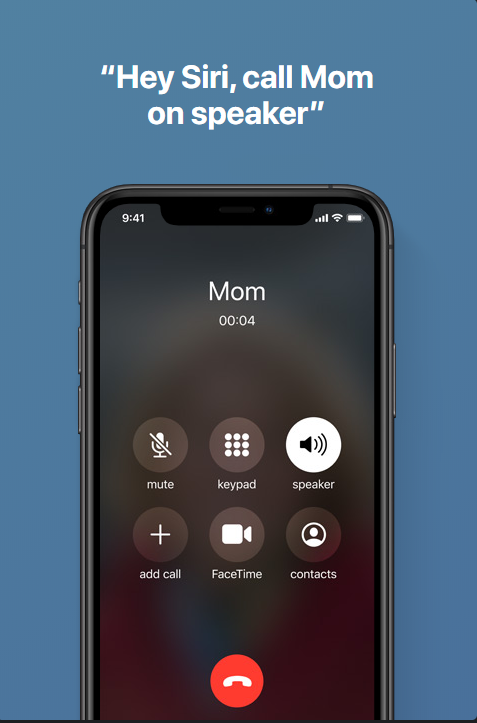 “Hey Siri, call Mom
on speaker”
9:41
Mom
00:04
mute keypad speaker
add call FaceTime contacts